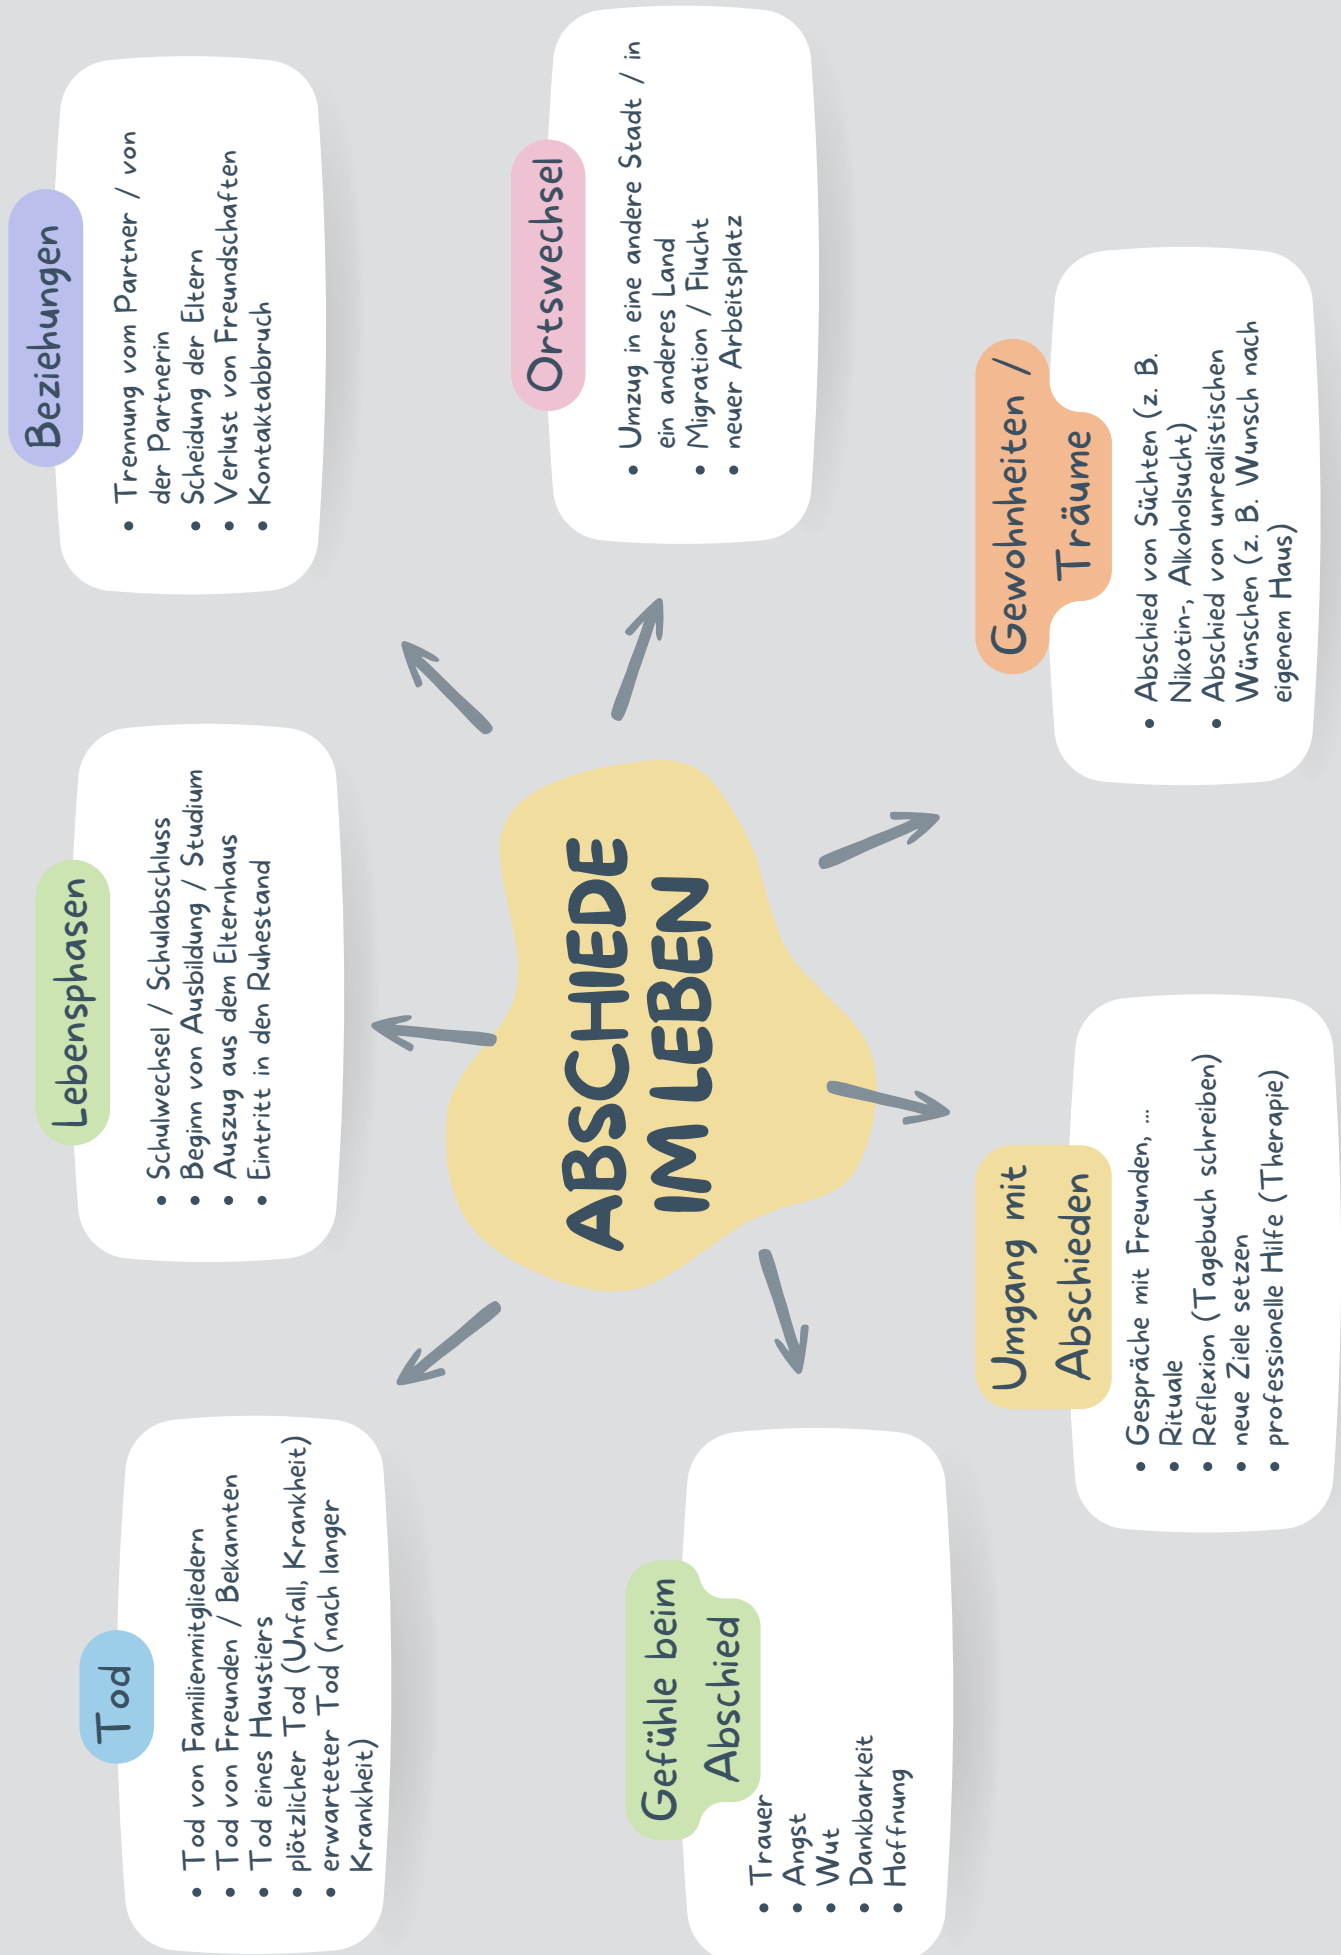 Tod
• Tod von Familienmitgliedern
• Tod von Freunden / Bekannten
• Tod eines Haustiers
• plötzlicher Tod (Unfall, Krankheit)
• erwarteter Tod (nach langer
Krankheit)
Lebensphasen
• Schulwechsel / Schulabschluss
• Beginn von Ausbildung / Studium
• Auszug aus dem Elternhaus
• Eintritt in den Ruhestand
Beziehungen
• Trennung vom Partner / von
der Partnerin
• Scheidung der Eltern
• Verlust von Freundschaften
• Kontaktabbruch
ABSCHIEDE
IM LEBEN
Ortswechsel
• Umzug in eine andere Stadt / in
ein anderes Land
• Migration / Flucht
• neuer Arbeitsplatz
Gefühle beim
Abschied
• Trauer
• Angst
• Wut
• Dankbarkeit
• Hoffnung
Umgang mit
Abschieden
• Gespräche mit Freunden, ...
• Rituale
• Reflexion (Tagebuch schreiben)
• neue Ziele setzen
• professionelle Hilfe (Therapie)
Gewohnheiten /
Träume
• Abschied von Süchten (z. B.
Nikotin-, Alkoholsucht)
• Abschied von unrealistischen
Wünschen (z. B. Wunsch nach
eigenem Haus)